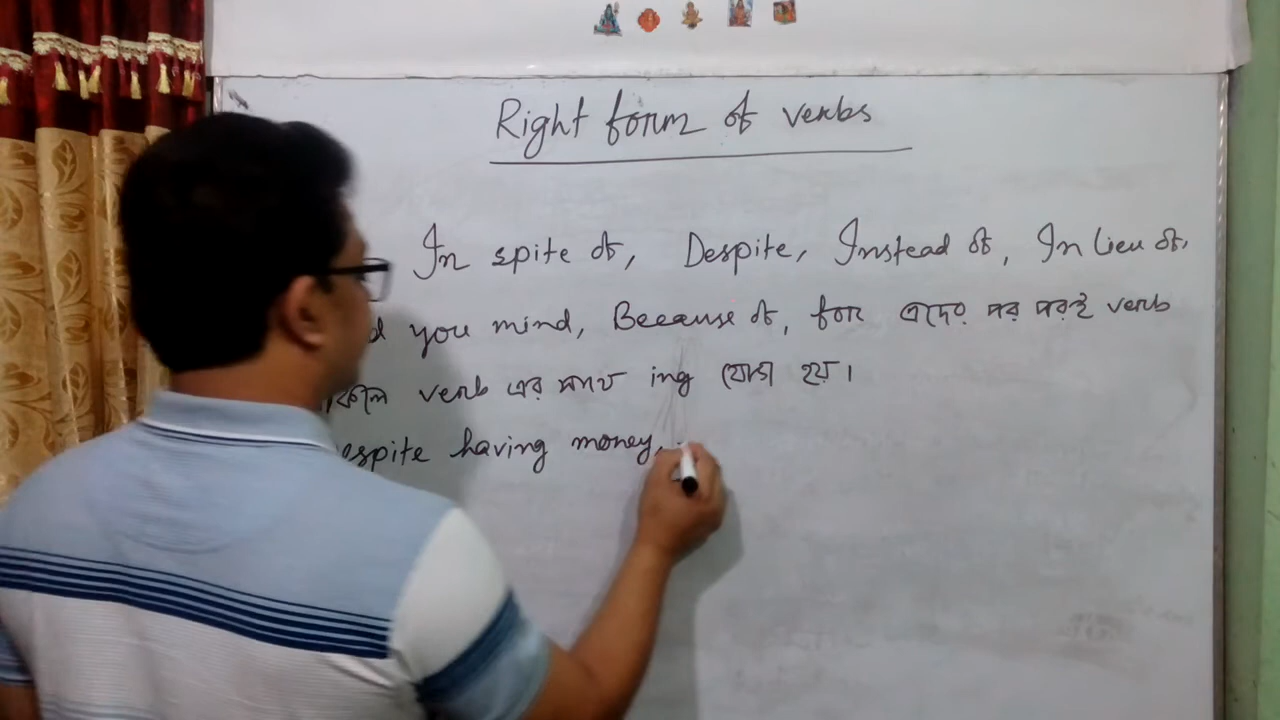 Right form of verbs
In spite of, Despite, Instead of, In lieu of,
you mind, Because of, for এদের পর পরই verb
verb এর সাথে ing যোগ হয়।
espite having money,